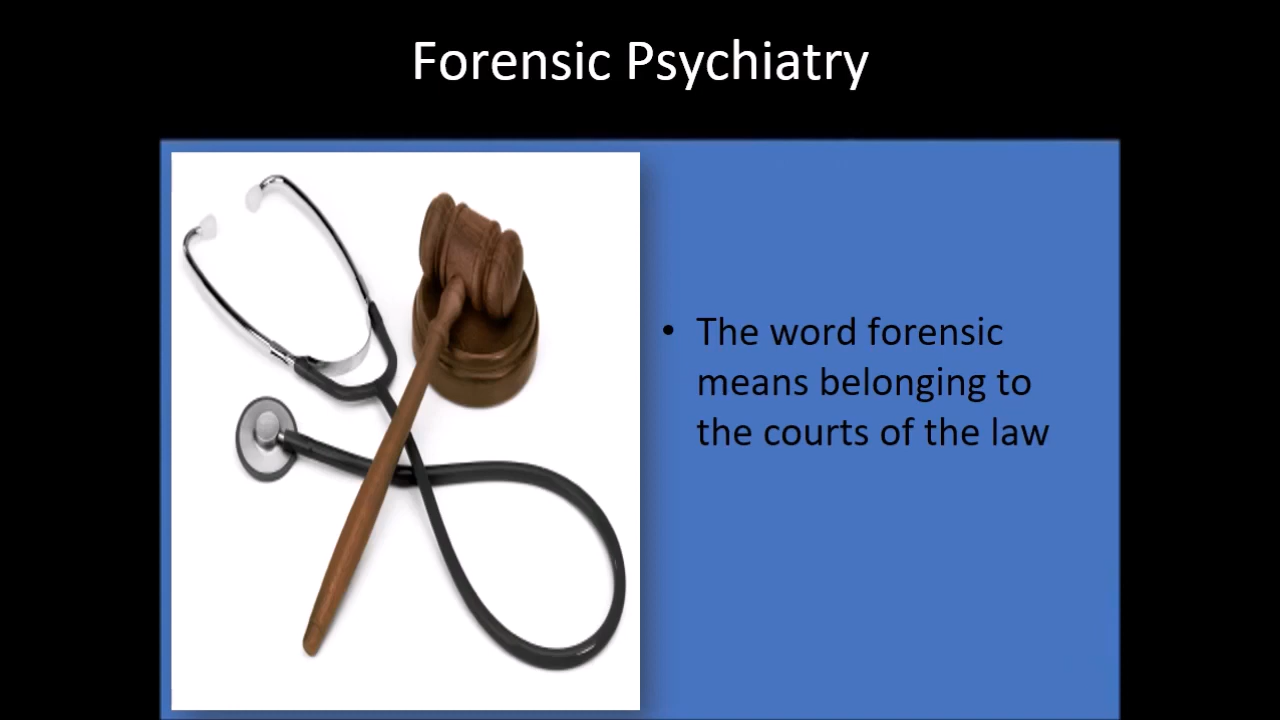 Forensic Psychiatry
• The word forensic
means belonging to
the courts of the law